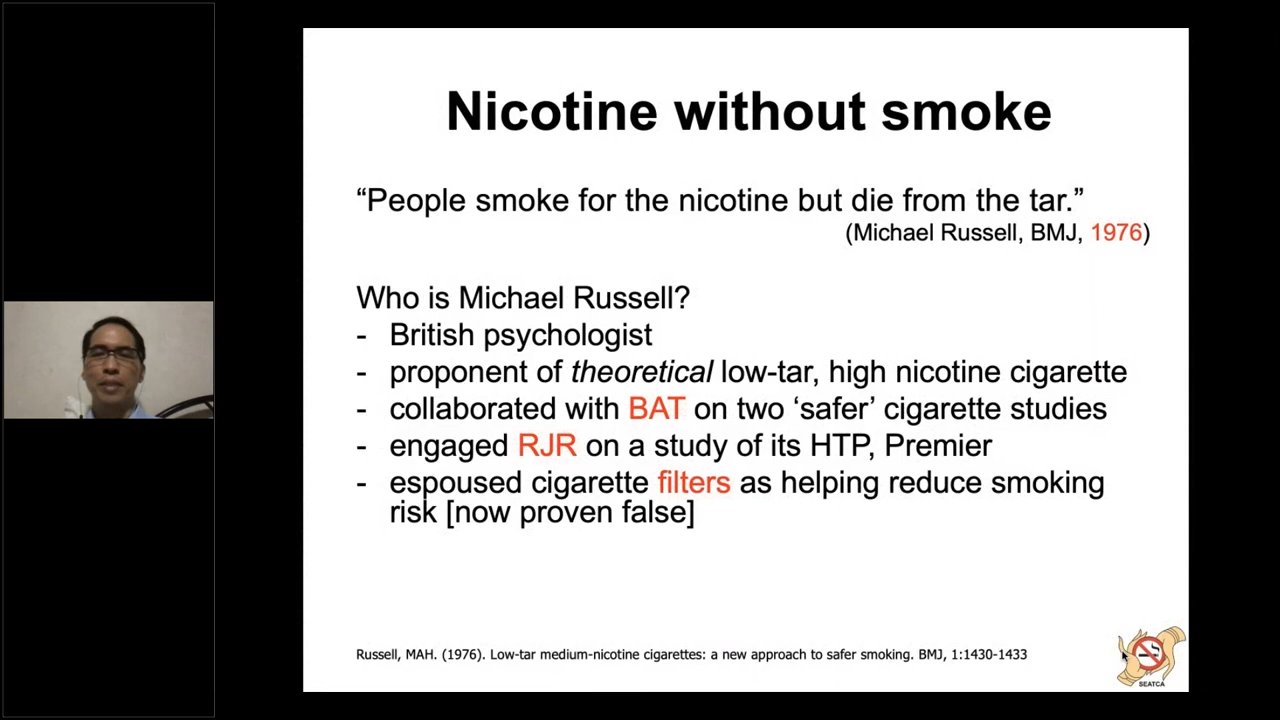 Nicotine without smoke
“People smoke for the nicotine but die from the tar.”
(Michael Russell, BMJ, 1976)
Who is Michael Russell?
- British psychologist
- proponent of theoretical low-tar, high nicotine cigarette
- collaborated with BAT on two ‘safer’ cigarette studies
- engaged RJR on a study of its HTP, Premier
- espoused cigarette filters as helping reduce smoking
risk [now proven false]
Russell, MAH. (1976). Low-tar medium-nicotine cigarettes: a new approach to safer smoking. BMJ, 1:1430-1433
SEATCA